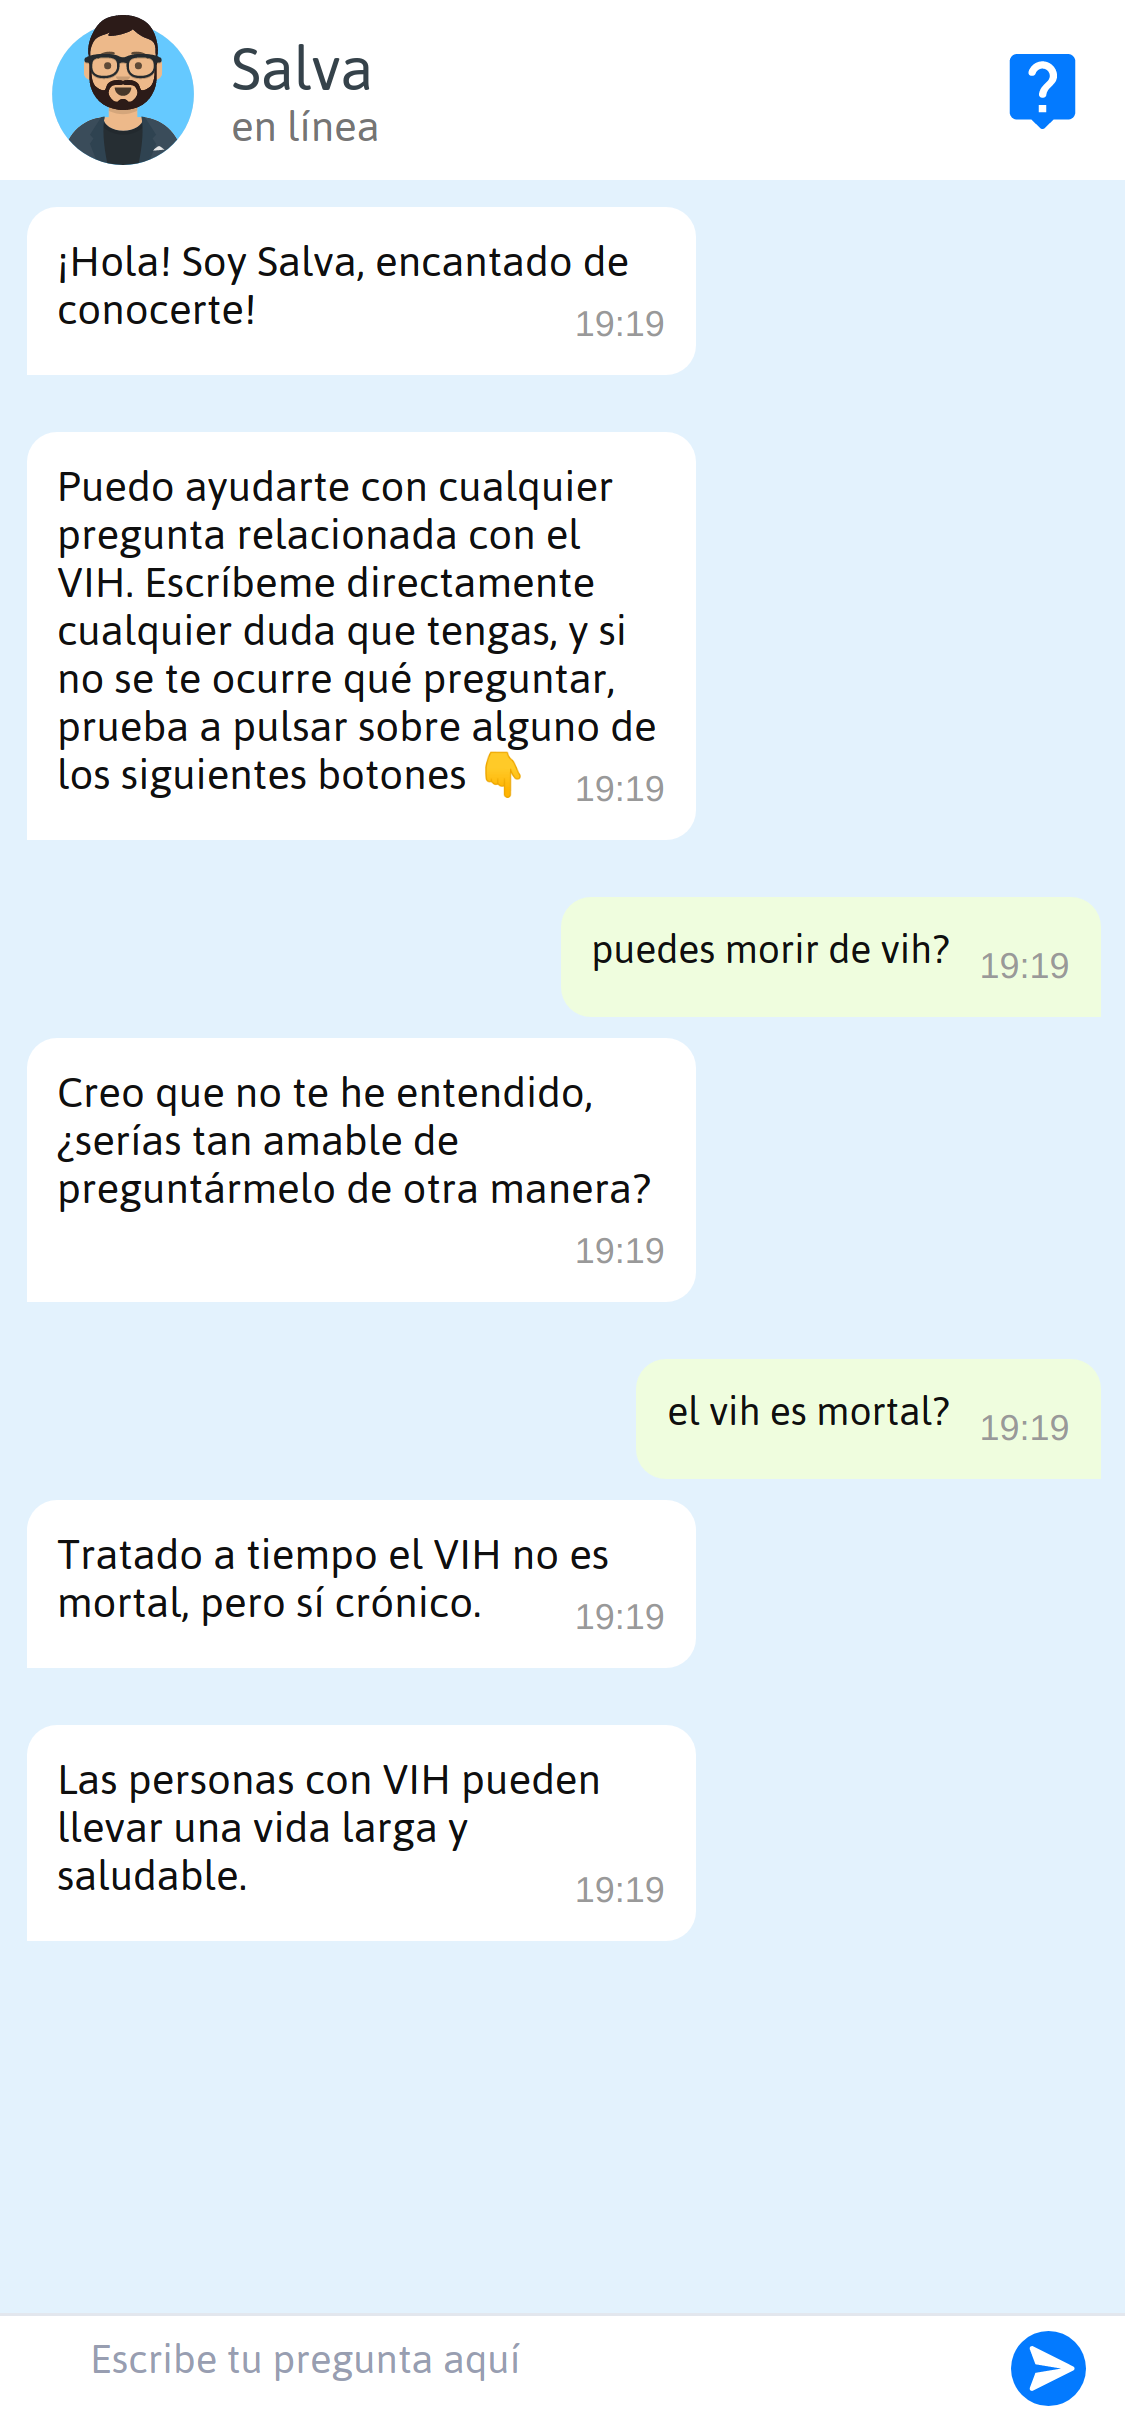 Salva
en línea
¡Hola! Soy Salva, encantado de
conocerte!
19:19
Puedo ayudarte con cualquier
pregunta relacionada con el
VIH. Escríbeme directamente
cualquier duda que tengas, y si
no se te ocurre qué preguntar,
prueba a pulsar sobre alguno de
los siguientes botones 👇
19:19
puedes morir de vih?
19:19
Creo que no te he entendido,
¿serías tan amable de
preguntármelo de otra manera?
19:19
el vih es mortal?
19:19
Tratado a tiempo el VIH no es
mortal, pero sí crónico.
19:19
Las personas con VIH pueden
llevar una vida larga y
saludable.
19:19
Escribe tu pregunta aquí